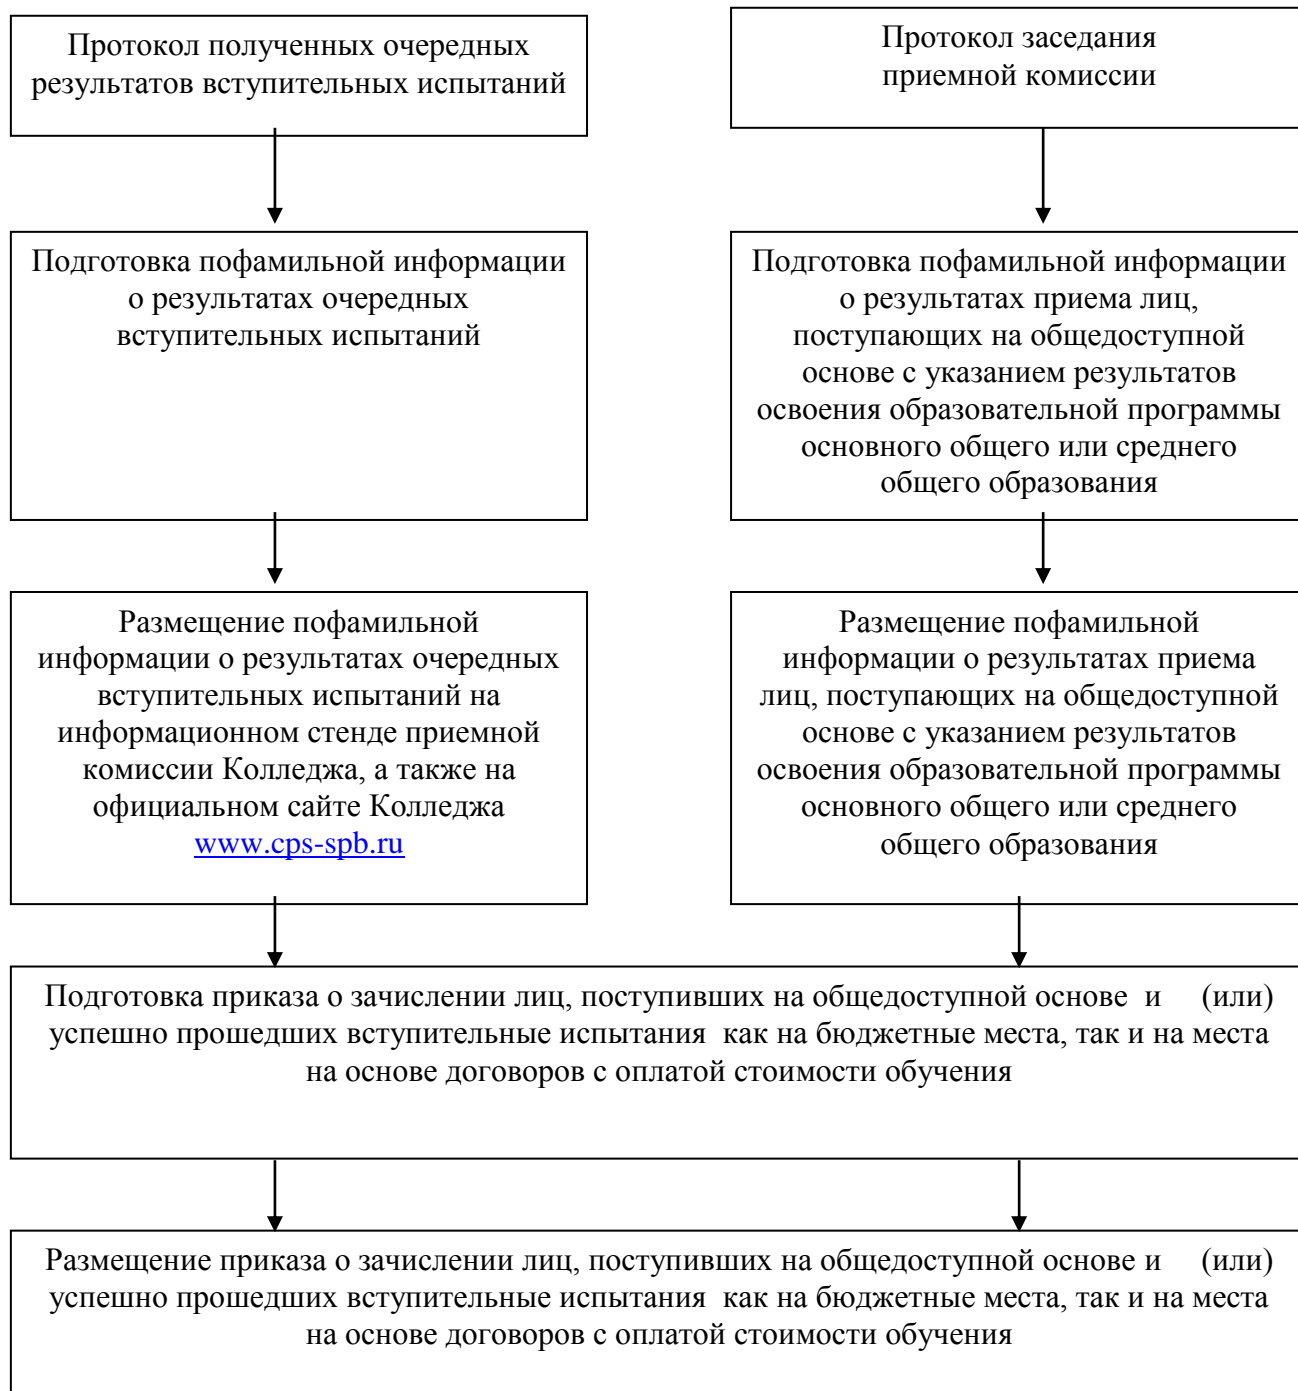 Протокол полученных очередных
результатов вступительных испытаний
Протокол заседания
приемной комиссии
Подготовка пофамильной информации
о результатах очередных
вступительных испытаний
Подготовка пофамильной информации
о результатах приема лиц,
поступающих на общедоступной
основе с указанием результатов
освоения образовательной программы
основного общего или среднего
общего образования
Размещение пофамильной
информации о результатах очередных
вступительных испытаний на
информационном стенде приемной
комиссии Колледжа, а также на
официальном сайте Колледжа
www.cps-spb.ru
Размещение пофамильной
информации о результатах приема
лиц, поступающих на общедоступной
основе с указанием результатов
освоения образовательной программы
основного общего или среднего
общего образования
Подготовка приказа о зачислении лиц, поступивших на общедоступной основе и (или)
успешно прошедших вступительные испытания как на бюджетные места, так и на места
на основе договоров с оплатой стоимости обучения
Размещение приказа о зачислении лиц, поступивших на общедоступной основе и (или)
успешно прошедших вступительные испытания как на бюджетные места, так и на места
на основе договоров с оплатой стоимости обучения